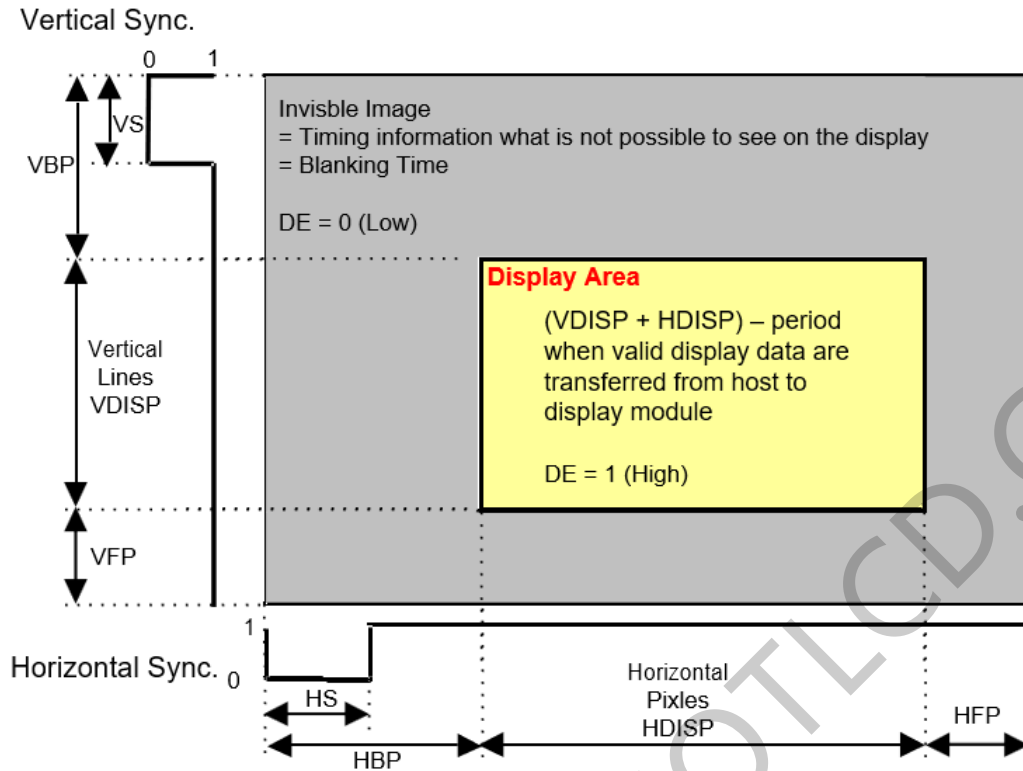 Vertical Sync.
0 1
VS
VBP
Invisble Image
= Timing information what is not possible to see on the display
= Blanking Time
DE = 0 (Low)
Display Area
(VDISP + HDISP) – period
when valid display data are
transferred from host to
display module
DE = 1 (High)
Vertical
Lines
VDISP
VFP
1
Horizontal Sync. 0
HS
Horizontal
Pixles
HDISP
HFP
HBP
OTLCD.C